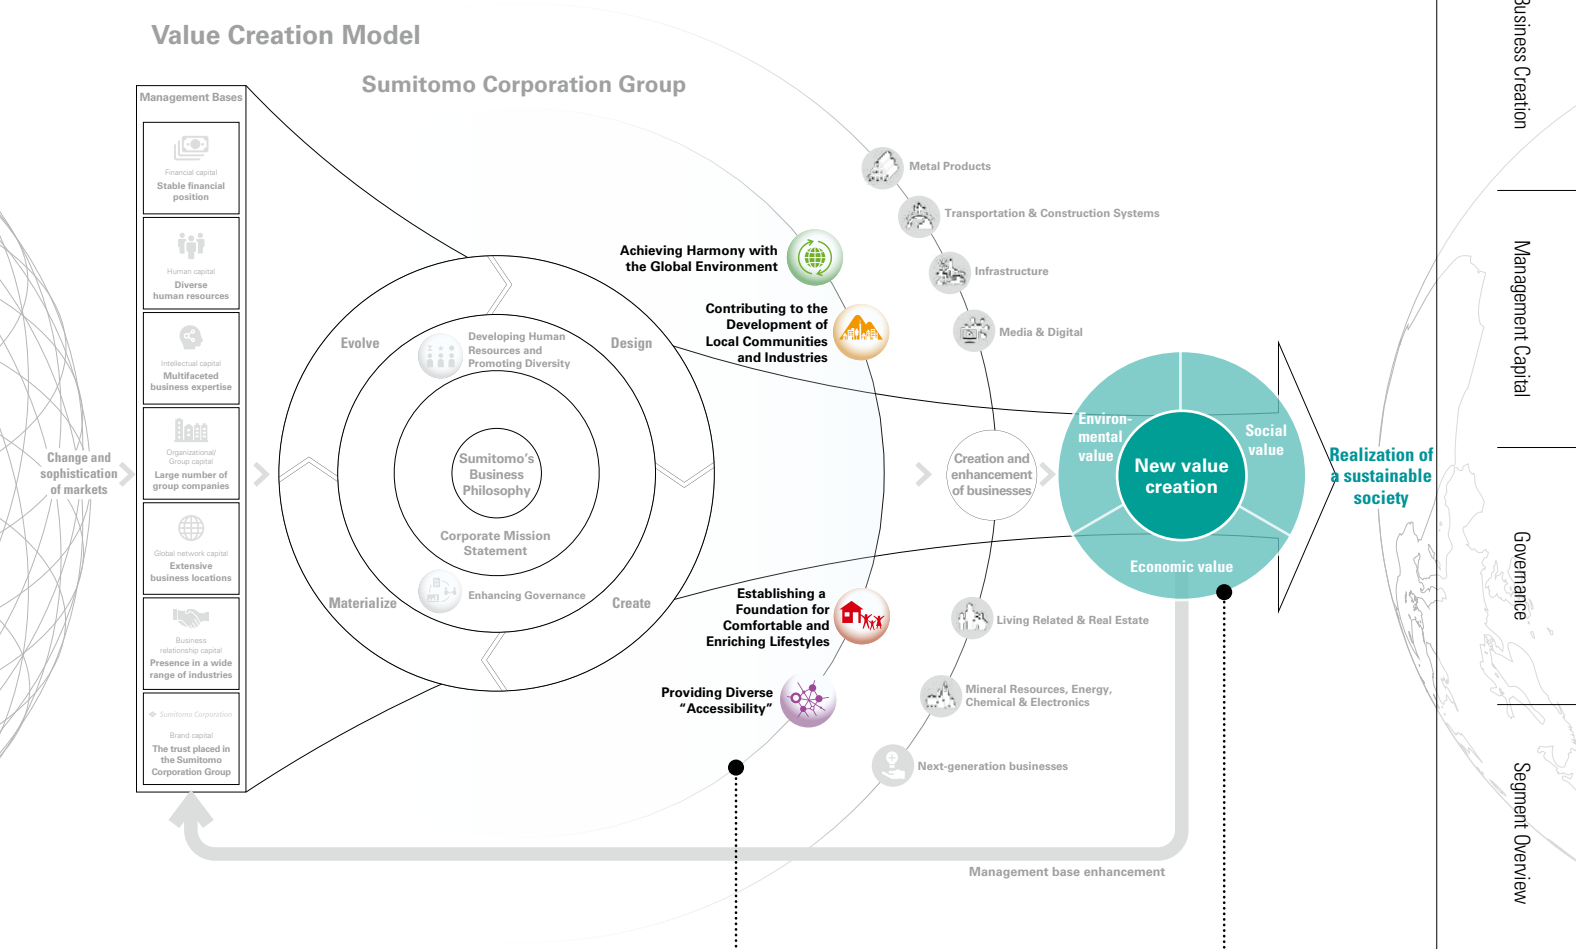 Value Creation Model
Sumitomo Corporation Group
Management Bases
Financial capital
Stable financial
position
Human capital
Diverse
human resources
Intellectual capital
Multifaceted
business expertise
Organizational/
Group capital
Large number of
group companies
Global network capital
Extensive
business locations
Business
relationship capital
Presence in a wide
range of industries
Sumitomo Corporation
Brand capital
The trust placed in
the Sumitomo
Corporation Group
Change and
sophistication
of markets
Evolve
Design
Materialize
Create
Developing Human
Resources and
Promoting Diversity
Sumitomo's
Business
Philosophy
Corporate Mission
Statement
Enhancing Governance
Achieving Harmony with
the Global Environment
Contributing to the
Development of
Local Communities
and Industries
Establishing a
Foundation for
Comfortable and
Enriching Lifestyles
Providing Diverse
“Accessibility”
Metal Products
Transportation & Construction Systems
Infrastructure
Media & Digital
Creation and
enhancement
of businesses
Living Related & Real Estate
Mineral Resources, Energy,
Chemical & Electronics
Next-generation businesses
Environ-
mental
value
Social
value
New value
creation
Economic value
Realization of
a sustainable
society
Management base enhancement
Business Creation
Management Capital
Governance
Segment Overview